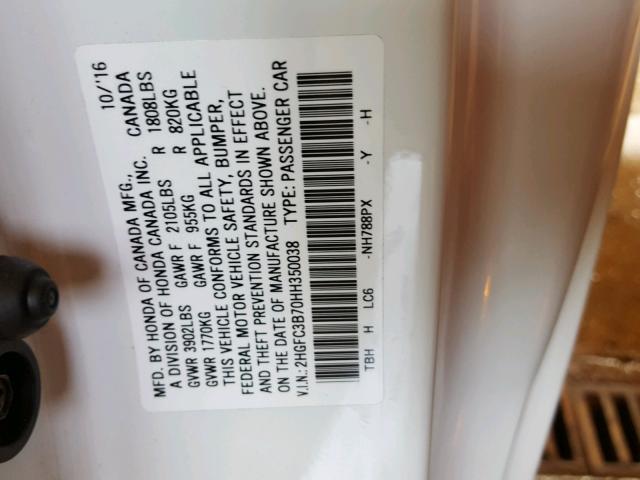 MFD. BY HONDA OF CANADA MFG., 10/'16
A DIVISION OF HONDA CANADA INC. CANADA
GVWR 3902LBS GAWR F 2105LBS R 1808LBS
GVWR 1770KG GAWR F 955KG R 820KG
THIS VEHICLE CONFORMS TO ALL APPLICABLE
FEDERAL MOTOR VEHICLE SAFETY, BUMPER,
AND THEFT PREVENTION STANDARDS IN EFFECT
ON THE DATE OF MANUFACTURE SHOWN ABOVE.
V.I.N.: 2HGFC3B70HH350038 TYPE: PASSENGER CAR
TBH H LC6 -NH788PX -Y -H